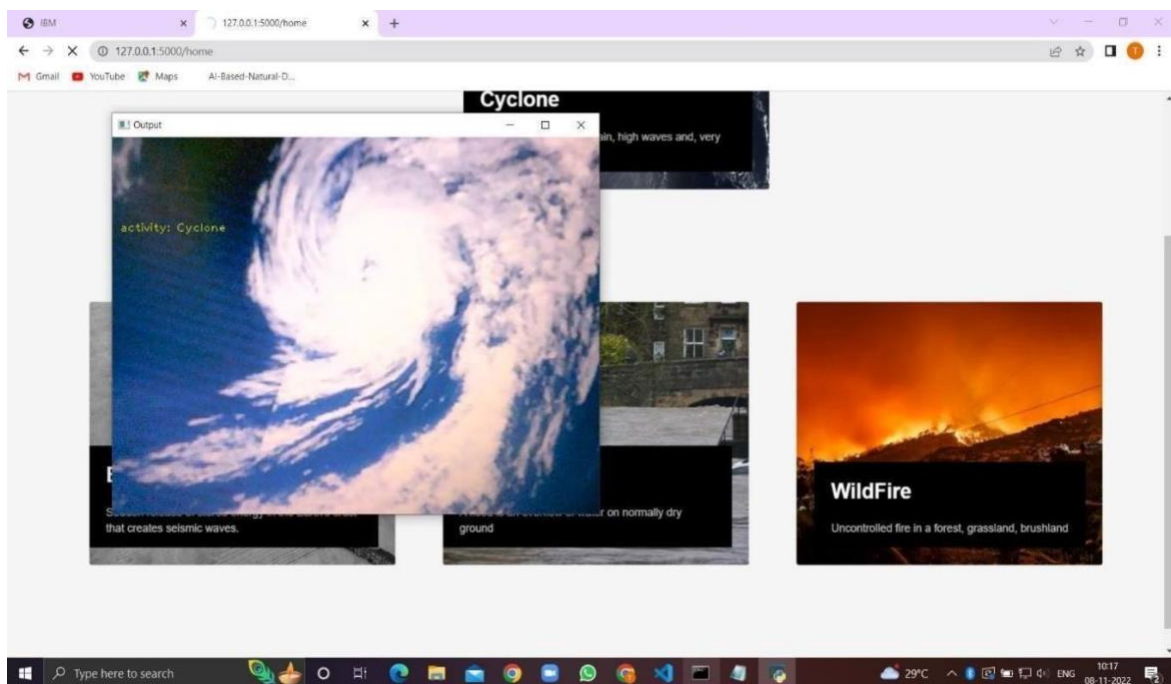 IBM
127.0.0.1:5000/home
127.0.0.1:5000/home
Gmail
YouTube
Maps
AI-Based-Natural-D...
Cyclone
Output
ain, high waves and, very
activity: Cyclone
E
that creates seismic waves.
r on normally dry
ground
WildFire
Uncontrolled fire in a forest, grassland, brushland
Type here to search
29°C
ENG
10:17
08-11-2022